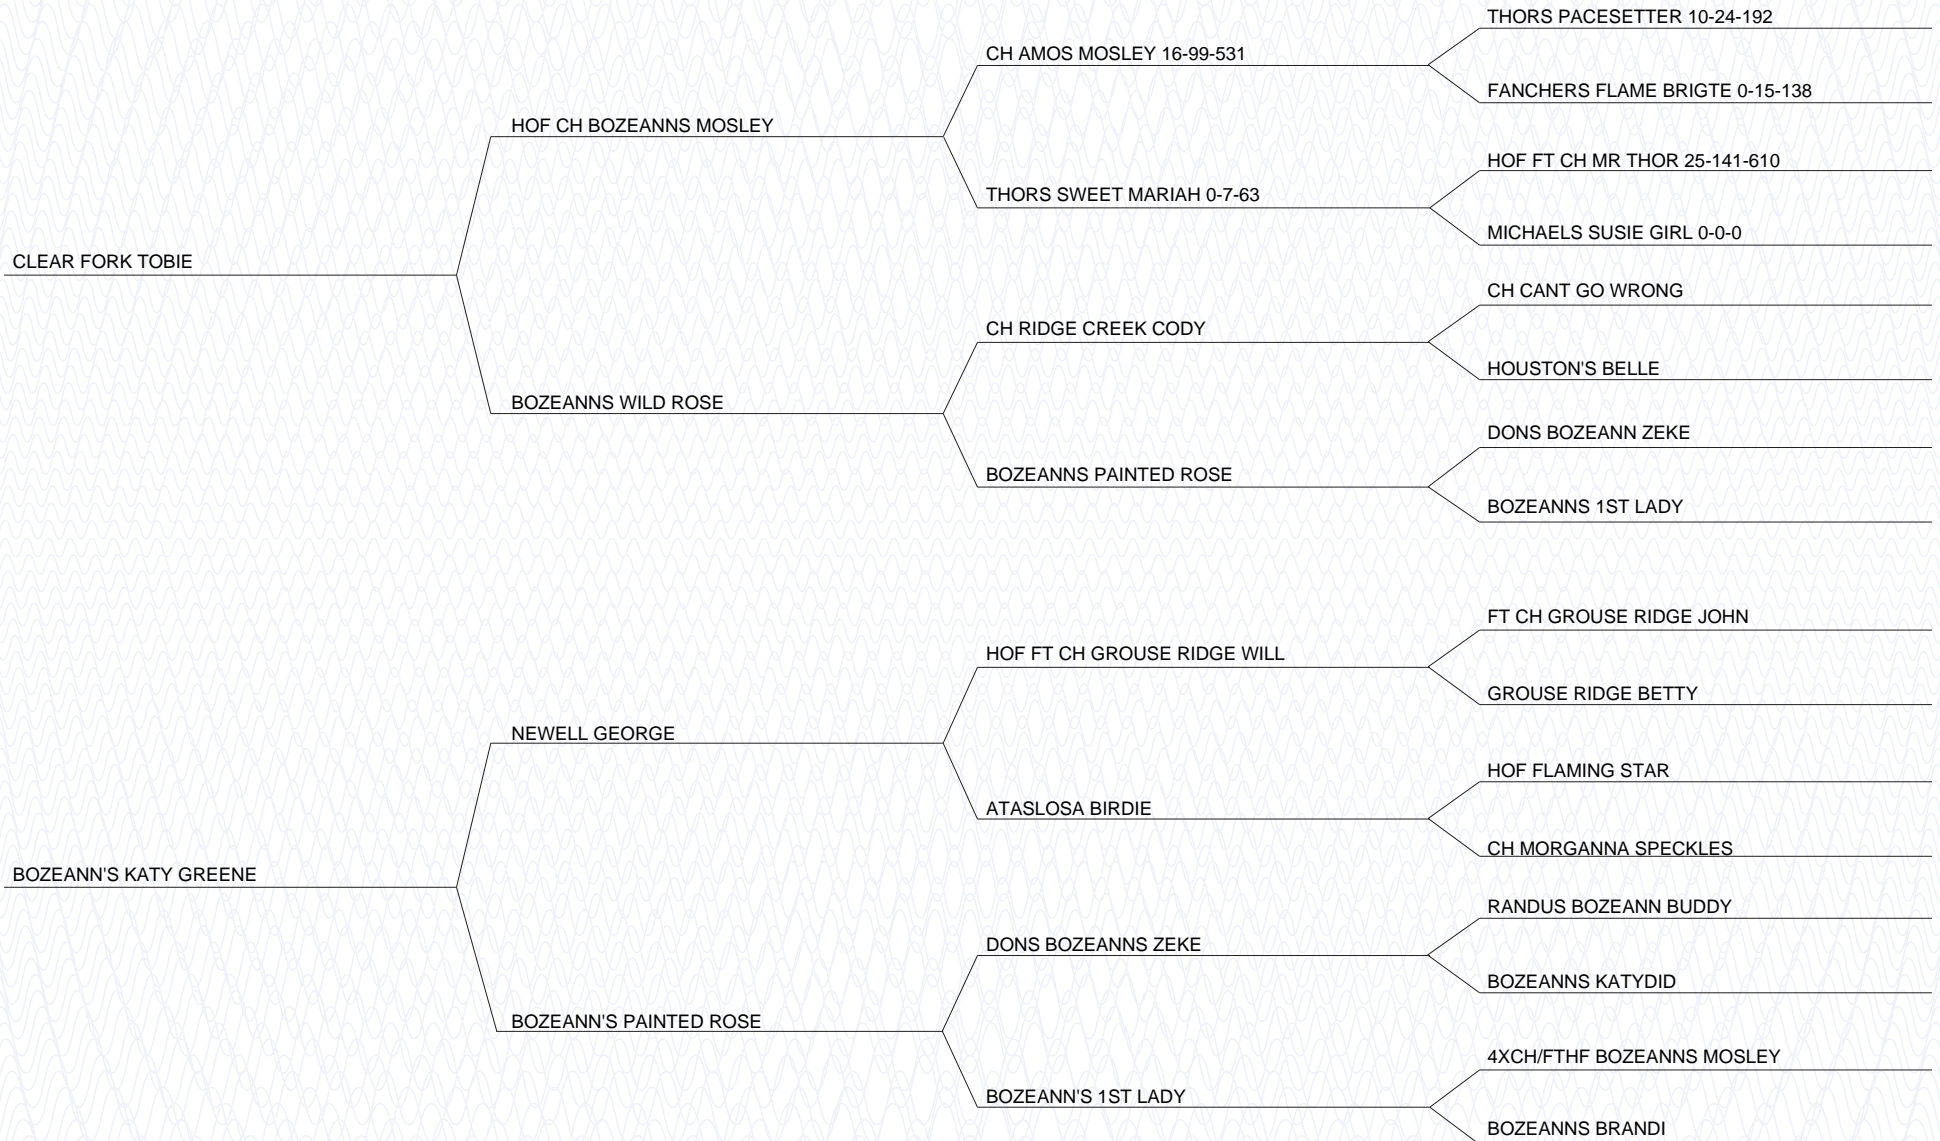 THORS PACESETTER 10-24-192
CH AMOS MOSLEY 16-99-531
FANCHERS FLAME BRIGTE 0-15-138
HOF CH BOZEANNS MOSLEY
HOF FT CH MR THOR 25-141-610
THORS SWEET MARIAH 0-7-63
MICHAELS SUSIE GIRL 0-0-0
CLEAR FORK TOBIE
CH CANT GO WRONG
CH RIDGE CREEK CODY
HOUSTON'S BELLE
BOZEANNS WILD ROSE
DONS BOZEANN ZEKE
BOZEANNS PAINTED ROSE
BOZEANNS 1ST LADY
FT CH GROUSE RIDGE JOHN
HOF FT CH GROUSE RIDGE WILL
GROUSE RIDGE BETTY
NEWELL GEORGE
HOF FLAMING STAR
ATASLOSA BIRDIE
CH MORGANNA SPECKLES
BOZEANN'S KATY GREENE
RANDUS BOZEANN BUDDY
DONS BOZEANNS ZEKE
BOZEANNS KATYDID
BOZEANN'S PAINTED ROSE
4XCH/FTHF BOZEANNS MOSLEY
BOZEANN'S 1ST LADY
BOZEANNS BRANDI